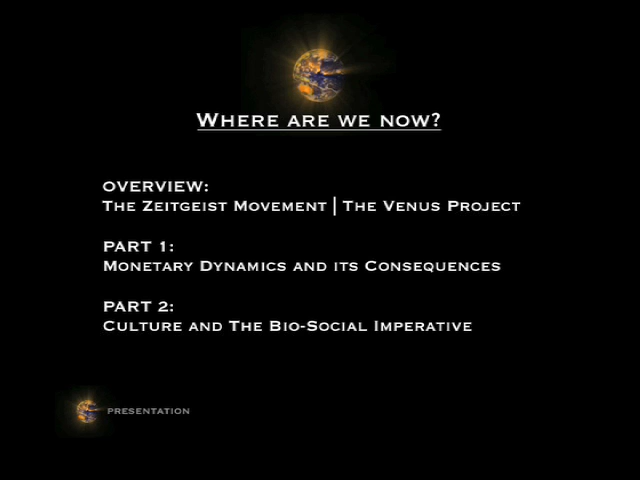 Where are we now?
OVERVIEW:
The Zeitgeist Movement | The Venus Project
PART 1:
Monetary Dynamics and its Consequences
PART 2:
Culture and The Bio-Social Imperative
PRESENTATION